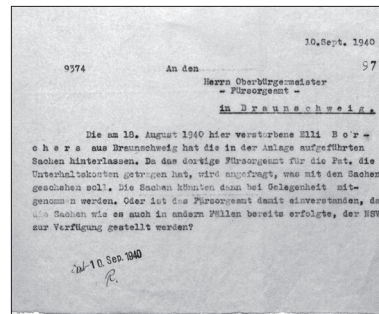 10.Sept. 1940
9374 An den 97
Herrn Oberbürgermeister
- Fürsorgeamt -
in Braunschweig.
Die am 18. August 1940 hier verstorbene Elli Bor-
chers aus Braunschweig hat die in der Anlage aufgeführten
Sachen hinterlassen. Da das dortige Fürsorgeamt für die Pat. die
Unterhaltskosten getragen hat, wird angefragt, was mit den Sachen
geschehen soll. Die Sachen könnten dann bei Gelegenheit mit-
genommen werden. Oder ist das Fürsorgeamt damit einverstanden, da
die Sachen wie es auch in andern Fällen bereits erfolgte, der NSV
zur Verfügung gestellt werden?
10. Sep. 1940
R.